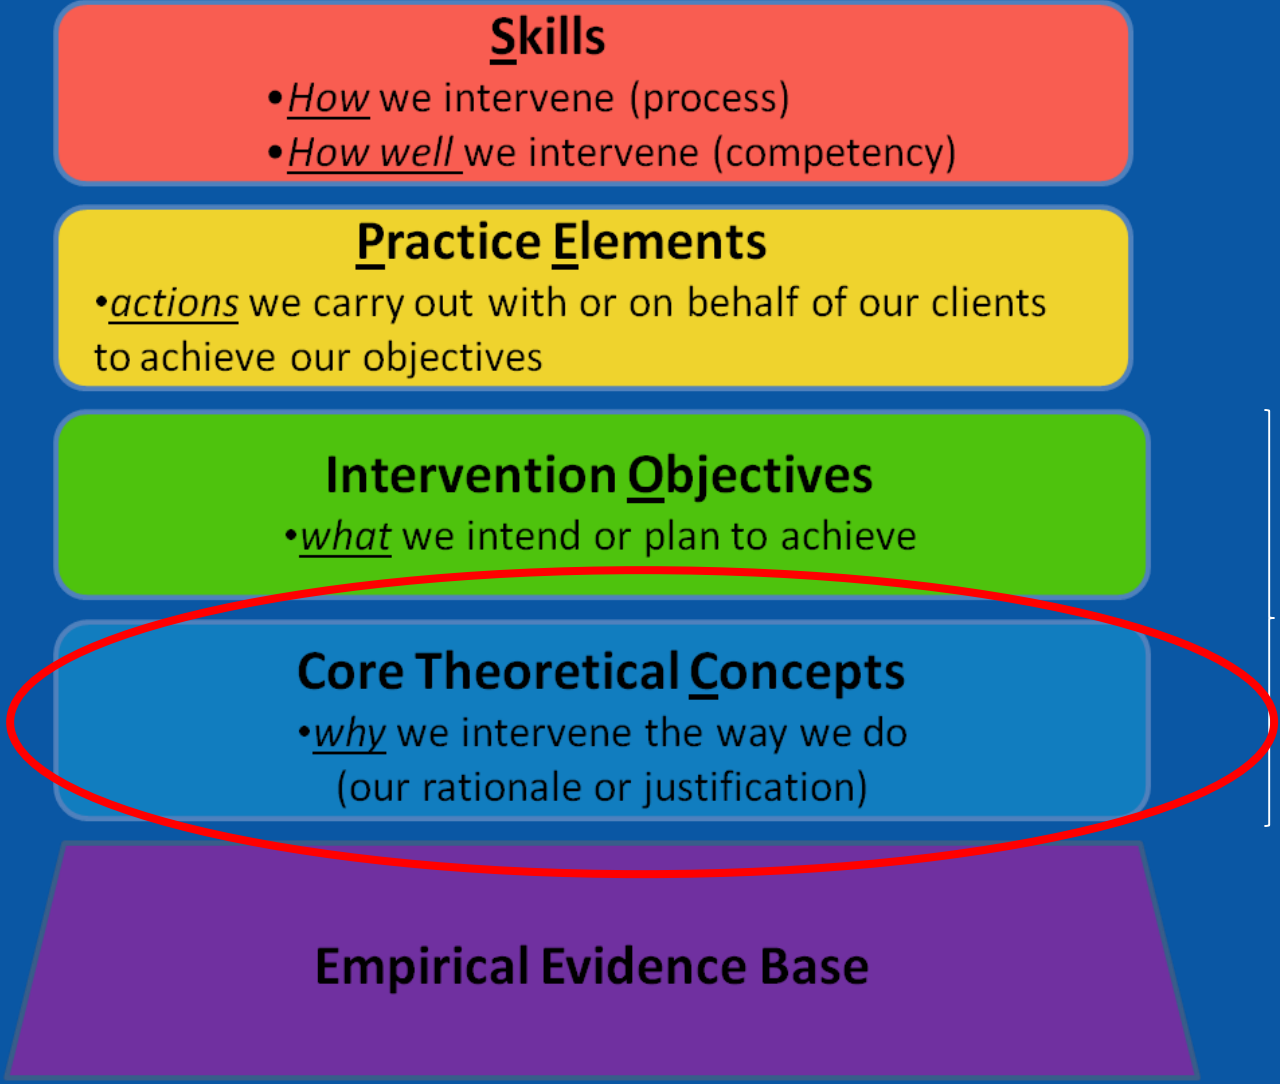 Skills
•How we intervene (process)
•How well we intervene (competency)
Practice Elements
•actions we carry out with or on behalf of our clients
to achieve our objectives
Intervention Objectives
•what we intend or plan to achieve
Core Theoretical Concepts
•why we intervene the way we do
(our rationale or justification)
Empirical Evidence Base